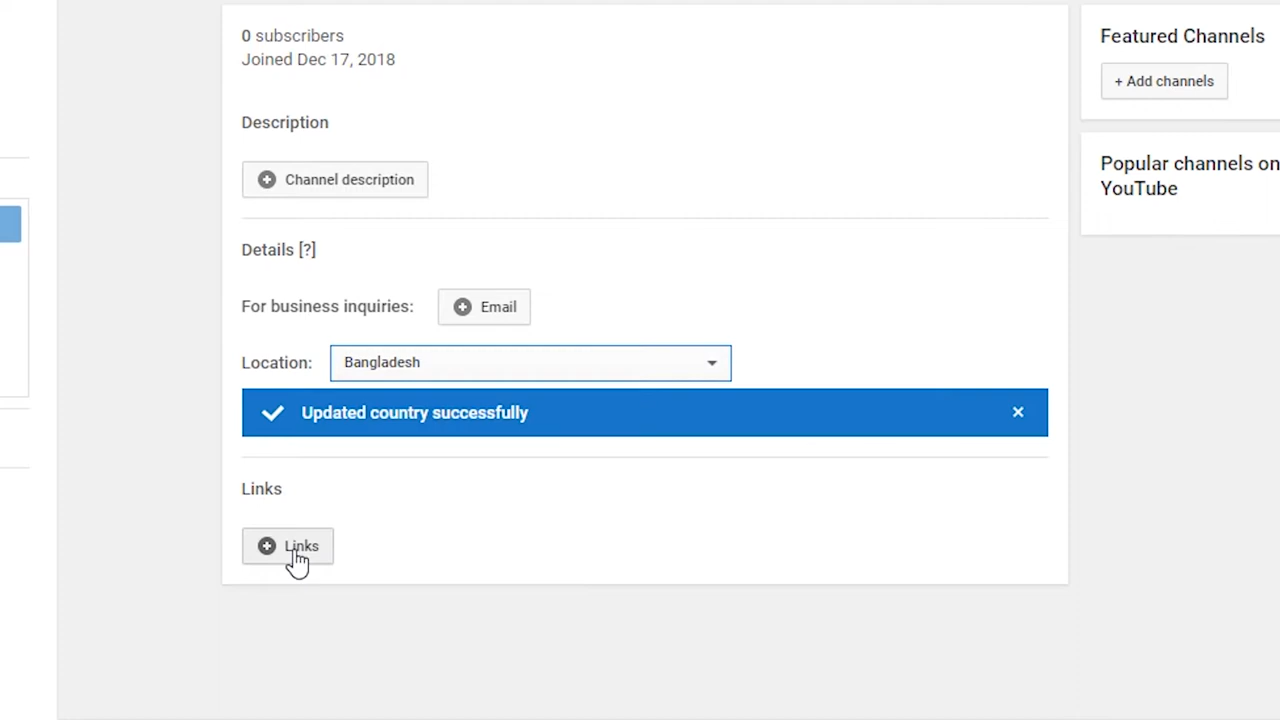 0 subscribers
Joined Dec 17, 2018
Description
Channel description
Details [?]
For business inquiries: Email
Location: Bangladesh
Updated country successfully
Links
Links
Featured Channels
+ Add channels
Popular channels on
YouTube